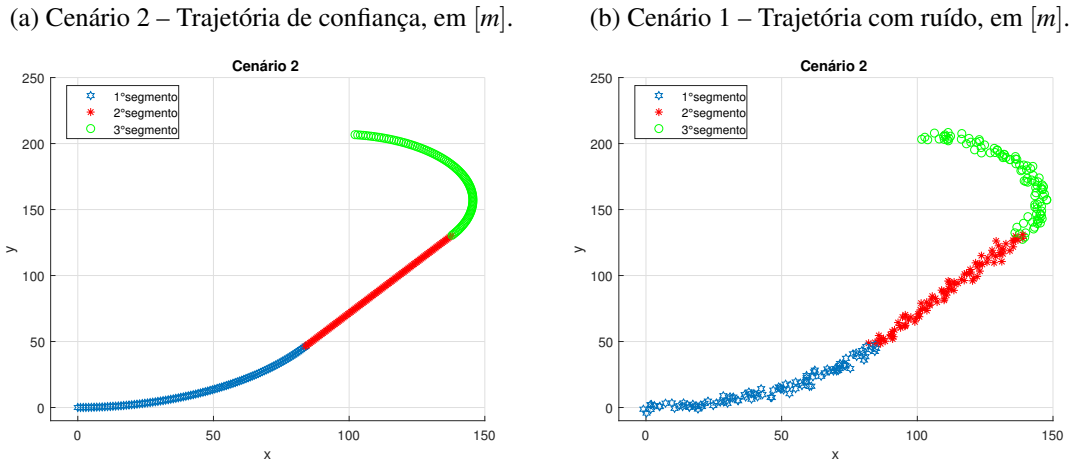 (a) Cenário 2 – Trajetória de confiança, em [m].
(b) Cenário 1 – Trajetória com ruído, em [m].
Cenário 2
250
200
150
100
50
0
0
50
100
150
x
y
1°segmento
2°segmento
3°segmento
Cenário 2
250
200
150
100
50
0
0
50
100
150
x
y
1°segmento
2°segmento
3°segmento